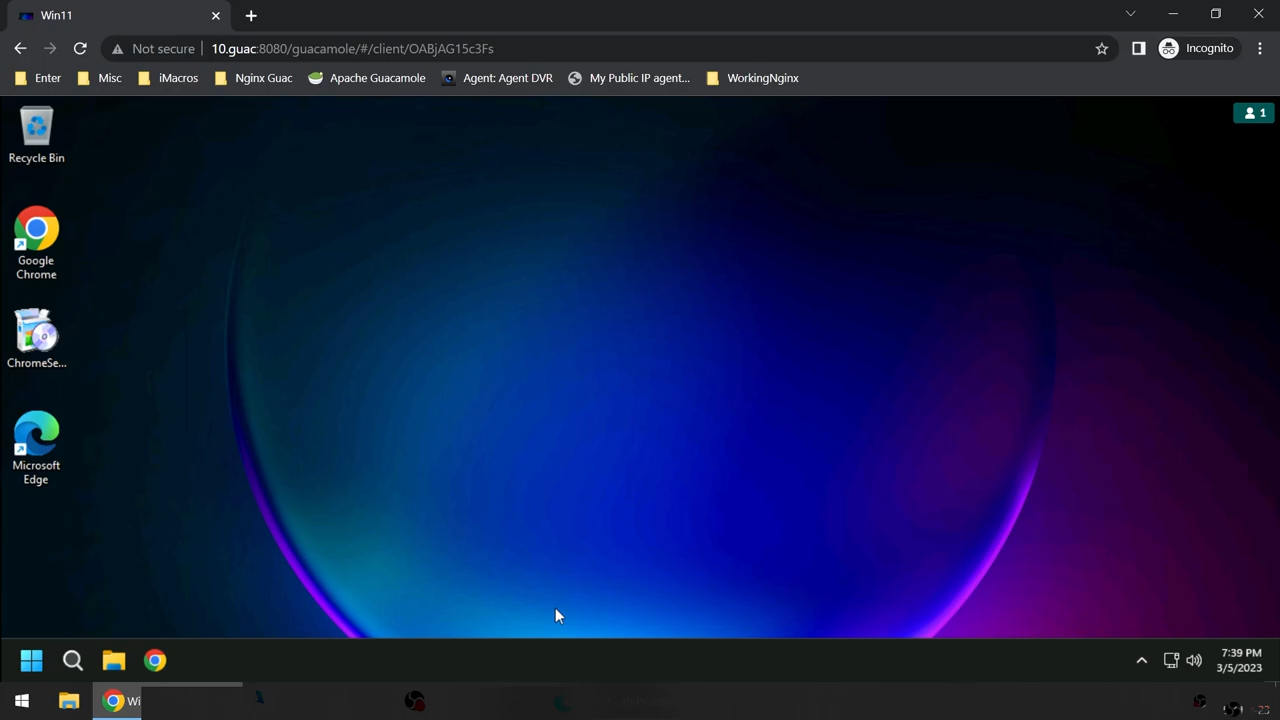 Win11
Not secure
10.guac:8080/guacamole/#/client/OABjAG15c3Fs
Incognito
Enter
Misc
iMacros
Nginx Guac
Apache Guacamole
Agent: Agent DVR
My Public IP agent...
WorkingNginx
1
Recycle Bin
Google
Chrome
ChromeSe...
Microsoft
Edge
7:39 PM
3/5/2023
Wi